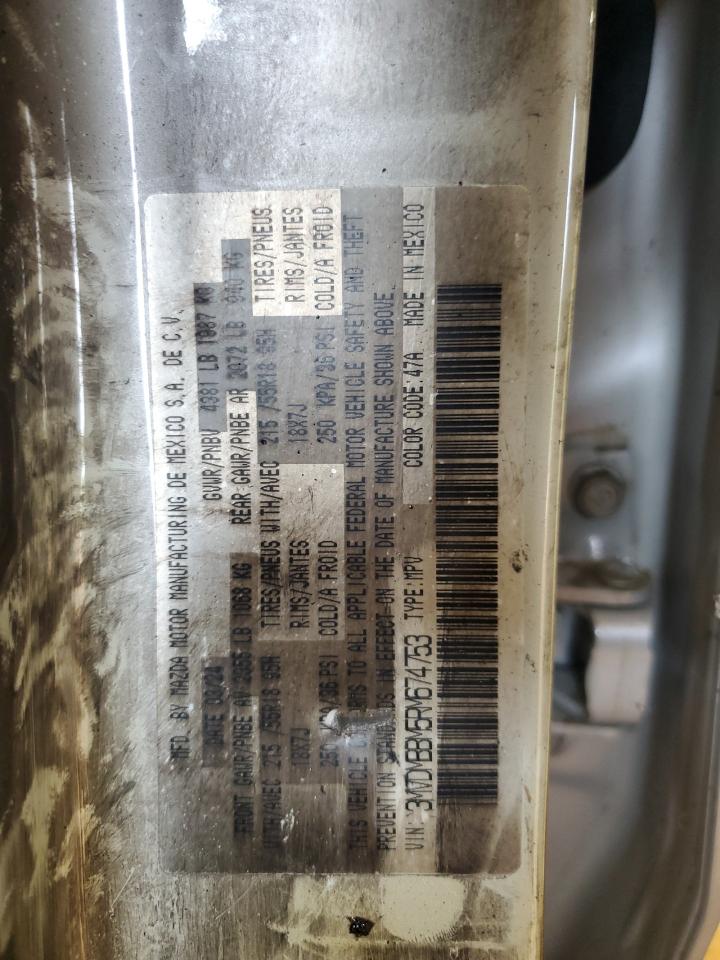 MFD. BY MAZDA MOTOR MANUFACTURING DE MEXICO S.A. DE C.V.
DATE 03/24 GVWR/PNBV 4381 LB 1987 KG
FRONT GAWR/PNBE AV 2355 LB 1068 KG REAR GAWR/PNBE AR 2072 LB 940 KG
WITH/AVEC 215 /55R18 95H TIRES/PNEUS WITH/AVEC 215 /55R18 95H TIRES/PNEUS
18X7J RIMS/JANTES 18X7J RIMS/JANTES
250 KPA/36 PSI COLD/A FROID 250 KPA/36 PSI COLD/A FROID
THIS VEHICLE TO ALL APPLICABLE FEDERAL MOTOR VEHICLE SAFETY AND THEFT
PREVENTION IN EFFECT ON THE DATE OF MANUFACTURE SHOWN ABOVE
VIN: 3MVDMBBM5RM674753 TYPE:MPV COLOR CODE:47A MADE IN MEXICO